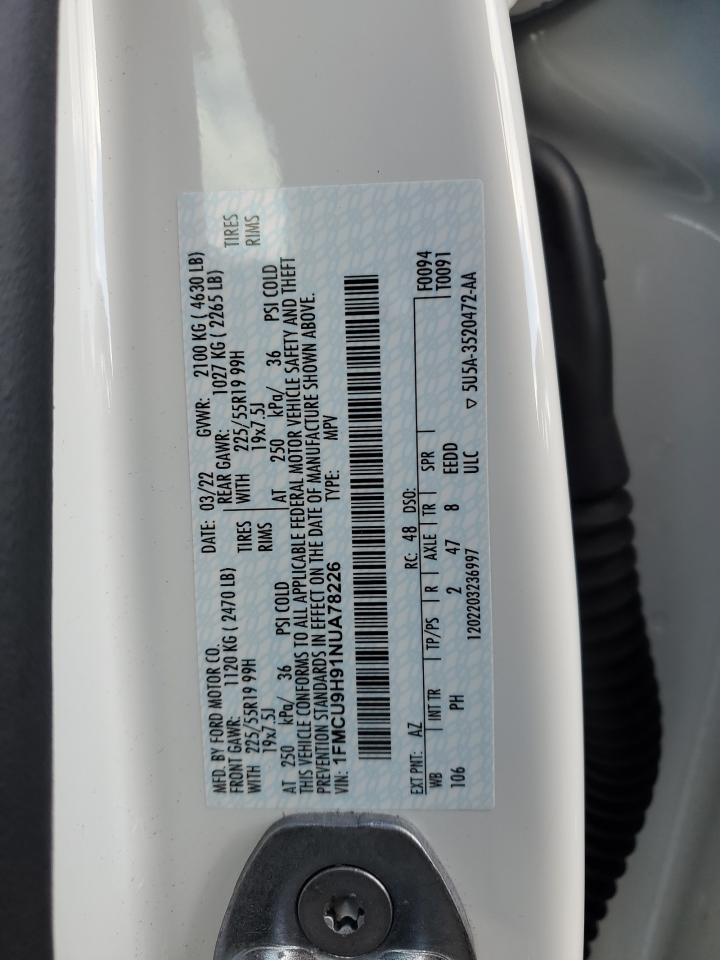 MFD. BY FORD MOTOR CO.
DATE: 03/22 GVWR: 2100 KG ( 4630 LB)
FRONT GAWR: 1120 KG ( 2470 LB)
REAR GAWR: 1027 KG ( 2265 LB)
WITH 225/55R19 99H TIRES
WITH 225/55R19 99H TIRES
19x7.5J RIMS
19x7.5J RIMS
AT 250 kPa/ 36 PSI COLD
AT 250 kPa/ 36 PSI COLD
THIS VEHICLE CONFORMS TO ALL APPLICABLE FEDERAL MOTOR VEHICLE SAFETY AND THEFT
PREVENTION STANDARDS IN EFFECT ON THE DATE OF MANUFACTURE SHOWN ABOVE.
VIN: 1FMCU9H91NUA78226
TYPE: MPV
EXT PNT: AZ RC: 48 DSO: F0094
WB INT TR TP/PS R AXLE TR SPR T0091
106 PH 2 47 8 EEDD
1202203236997 ULC ▽ 5U5A-3520472-AA